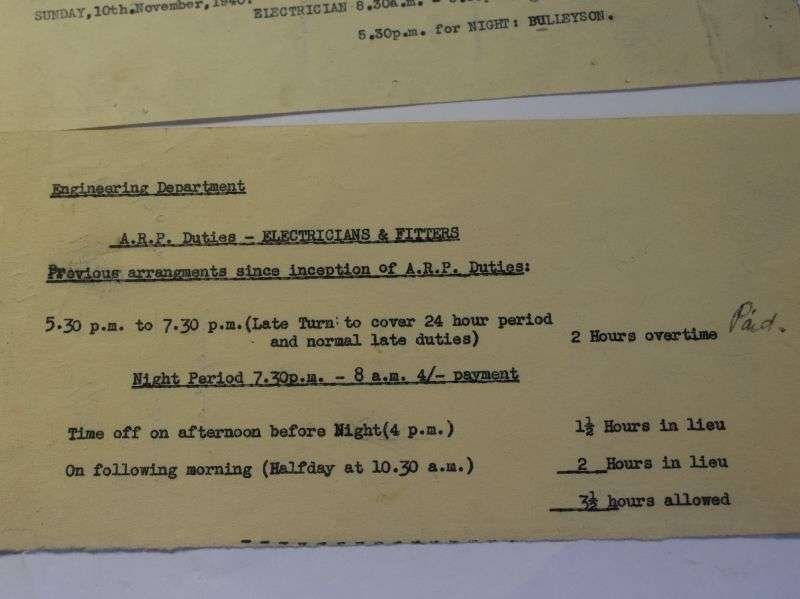 SUNDAY, 10th. November, 1940.
ELECTRICIAN 8.30a.m. -
5.30p.m. for NIGHT: BULLEYSON.
Engineering Department
A.R.P. Duties - ELECTRICIANS & FITTERS
Previous arrangments since inception of A.R.P. Duties:
5.30 p.m. to 7.30 p.m.(Late Turn to cover 24 hour period
and normal late duties) 2 Hours overtime Paid.
Night Period 7.30p.m. - 8 a.m. 4/- payment
Time off on afternoon before Night(4 p.m.) 1½ Hours in lieu
On following morning (Halfday at 10.30 a.m.) 2 Hours in lieu
3½ hours allowed